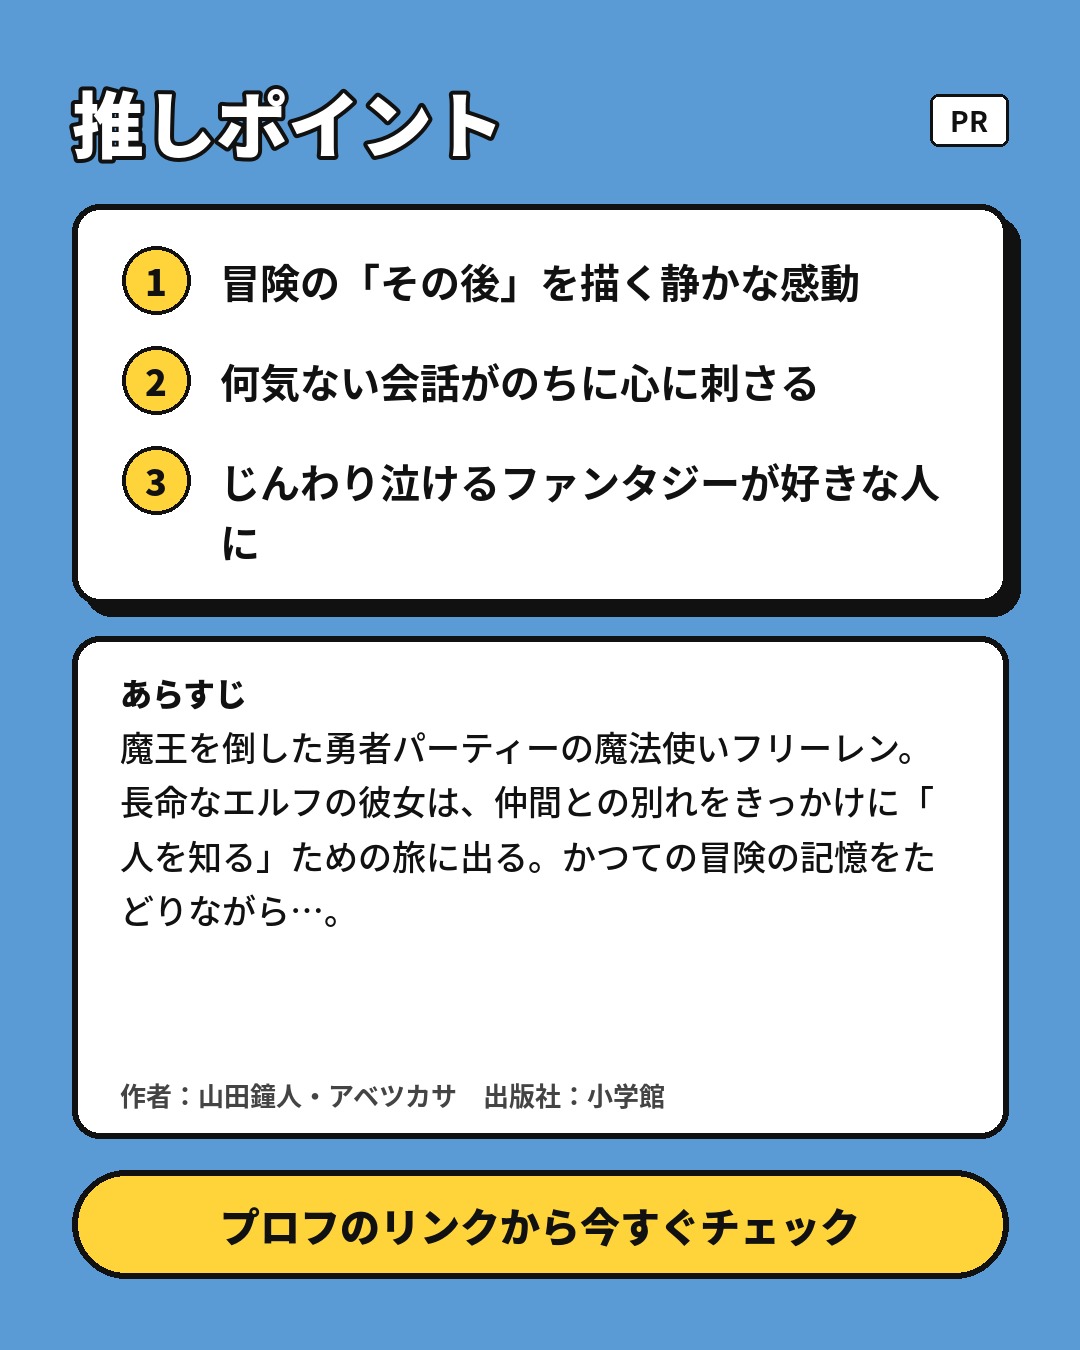 推しポイント
PR
1 冒険の「その後」を描く静かな感動
2 何気ない会話がのちに心に刺さる
3 じんわり泣けるファンタジーが好きな人
に
あらすじ
魔王を倒した勇者パーティーの魔法使いフリーレン。
長命なエルフの彼女は、仲間との別れをきっかけに「
人を知る」ための旅に出る。かつての冒険の記憶をた
どりながら…。
作者：山田鐘人・アベツカサ　出版社：小学館
プロフのリンクから今すぐチェック